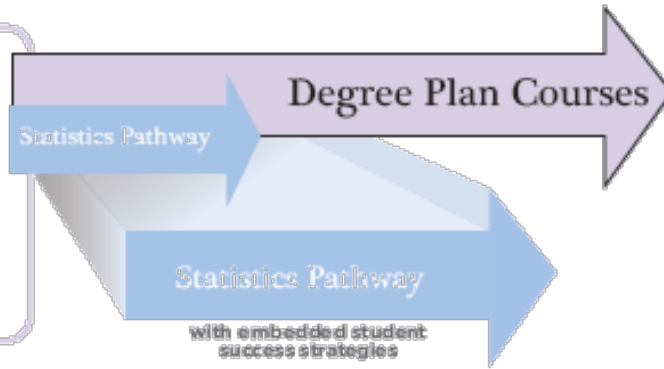 Degree Plan Courses
Statistics Pathway
Statistics Pathway
with embedded student
success strategies